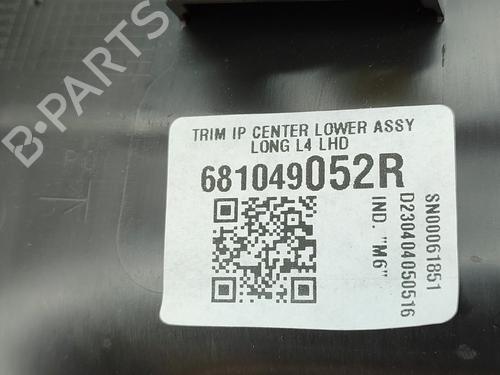 B-PARTS
TRIM IP CENTER LOWER ASSY
LONG L4 LHD
681049052R
SN00061851
D230404050516
IND. "M6"